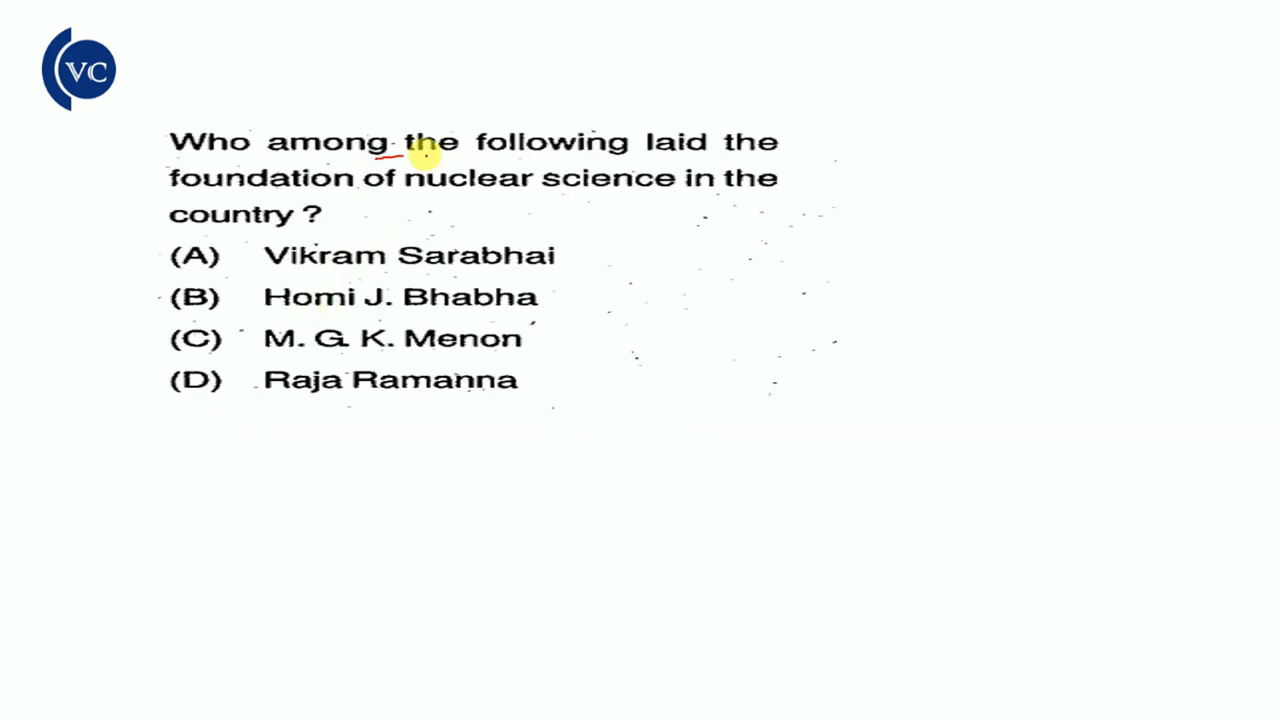 VC
Who among the following laid the
foundation of nuclear science in the
country ?
(A) Vikram Sarabhai
(B) Homi J. Bhabha
(C) M. G. K. Menon
(D) Raja Ramanna